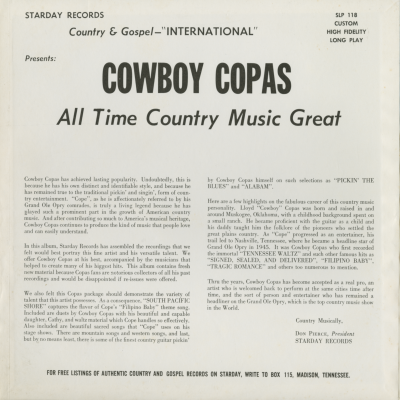 STARDAY RECORDS
Country & Gospel—"INTERNATIONAL"
SLP 118
CUSTOM
HIGH FIDELITY
LONG PLAY
Presents:
COWBOY COPAS
All Time Country Music Great
Cowboy Copas has achieved lasting popularity. Undoubtedly, this is
because he has his own distinct and identifiable style, and because he
has remained true to the traditional pickin' and singin', form of coun-
try entertainment. "Cope", as he is affectionately referred to by his
Grand Ole Opry comrades, is truly a living legend because he has
played such a prominent part in the growth of American country
music. And after contributing so much to America's musical heritage,
Cowboy Copas continues to produce the kind of music that people love
and can easily understand.
In this album, Starday Records has assembled the recordings that we
felt would best portray this fine artist and his versatile talent. We
offer Cowboy Copas at his best, accompanied by the musicians that
helped to create many of his biggest hits. This album contains fresh
new material because Copas fans are notorious collectors of all his past
recordings and would be disappointed if re-issues were offered.
We also felt this Copas package should demonstrate the variety of
talent that this artist possesses. As a consequence, "SOUTH PACIFIC
SHORE" captures the flavor of Cope's "Filipino Baby" theme song.
Included are duets by Cowboy Copas with his beautiful and capable
daughter, Cathy, and waltz material which Cope handles so effectively.
Also included are beautiful sacred songs that "Cope" uses on his
stage shows. There are mountain songs and western songs, and last,
but by no means least, there is some of the finest country guitar pickin'
by Cowboy Copas himself on such selections as "PICKIN' THE
BLUES" and "ALABAM".
Here are a few highlights on the fabulous career of this country music
personality. Lloyd "Cowboy" Copas was born and raised in and
around Muskogee, Oklahoma, with a childhood background spent on
a small ranch. He became proficient with the guitar as a child and
his daddy taught him the folklore of the pioneers who settled the
great plains country. As "Cope" progressed as an entertainer, his
trail led to Nashville, Tennessee, where he became a headline star of
Grand Ole Opry in 1945. It was Cowboy Copas who first recorded
the immortal "TENNESSEE WALTZ" and such other famous hits as
"SIGNED, SEALED, AND DELIVERED", "FILIPINO BABY",
"TRAGIC ROMANCE" and others too numerous to mention.
Thru the years, Cowboy Copas has become accepted as a real pro, an
artist who is welcomed back to perform at the same cities time after
time, and the sort of person and entertainer who has remained a
headliner on the Grand Ole Opry, which is the top country music show
in the World.
Country Musically,
DON PIERCE, President
STARDAY RECORDS
FOR FREE LISTINGS OF AUTHENTIC COUNTRY AND GOSPEL RECORDS ON STARDAY, WRITE TO BOX 115, MADISON, TENNESSEE.